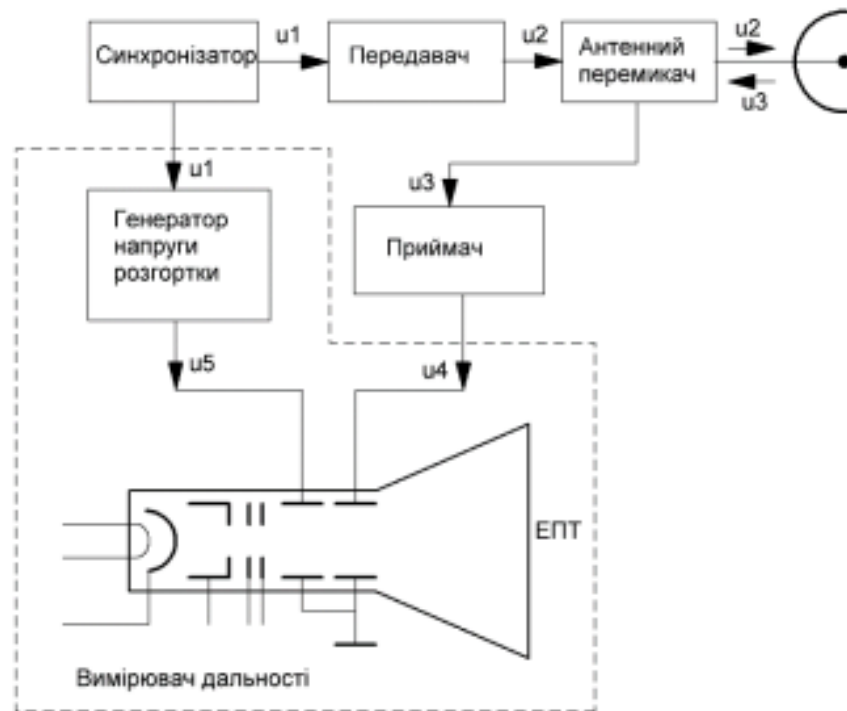 Синхронізатор
u1
Передавач
u2
Антенний
перемикач
u2
u3
u1
u3
Генератор
напруги
розгортки
Приймач
u5
u4
ЕПТ
Вимірювач дальності